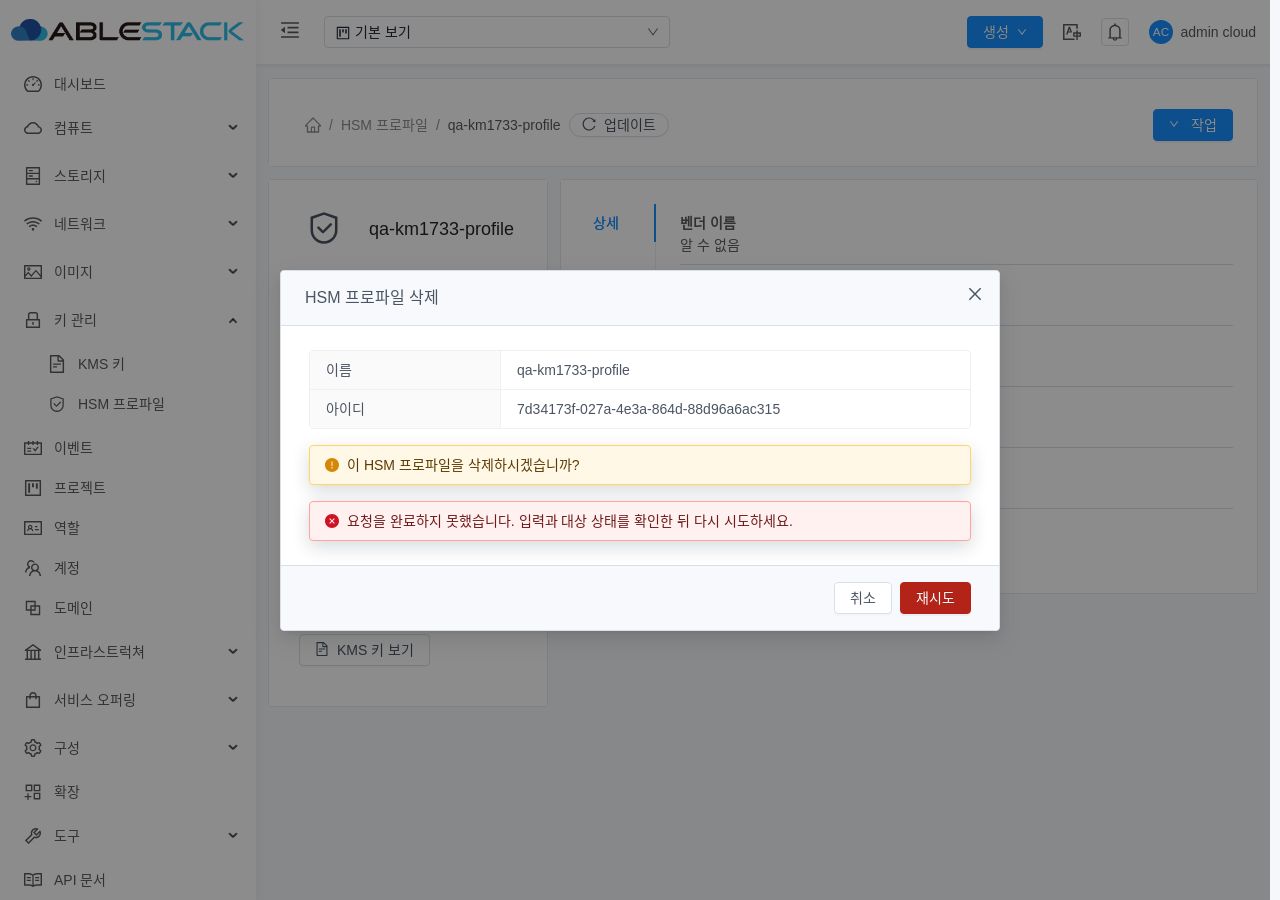 ABLESTACK
기본 보기
생성
AC
admin cloud
대시보드
컴퓨트
스토리지
네트워크
이미지
키 관리
KMS 키
HSM 프로파일
이벤트
프로젝트
역할
계정
도메인
인프라스트럭쳐
서비스 오퍼링
구성
확장
도구
API 문서
/ HSM 프로파일 / qa-km1733-profile
업데이트
작업
qa-km1733-profile
상세
벤더 이름
알 수 없음
HSM 프로파일 삭제
이름
qa-km1733-profile
아이디
7d34173f-027a-4e3a-864d-88d96a6ac315
이 HSM 프로파일을 삭제하시겠습니까?
요청을 완료하지 못했습니다. 입력과 대상 상태를 확인한 뒤 다시 시도하세요.
취소
재시도
KMS 키 보기